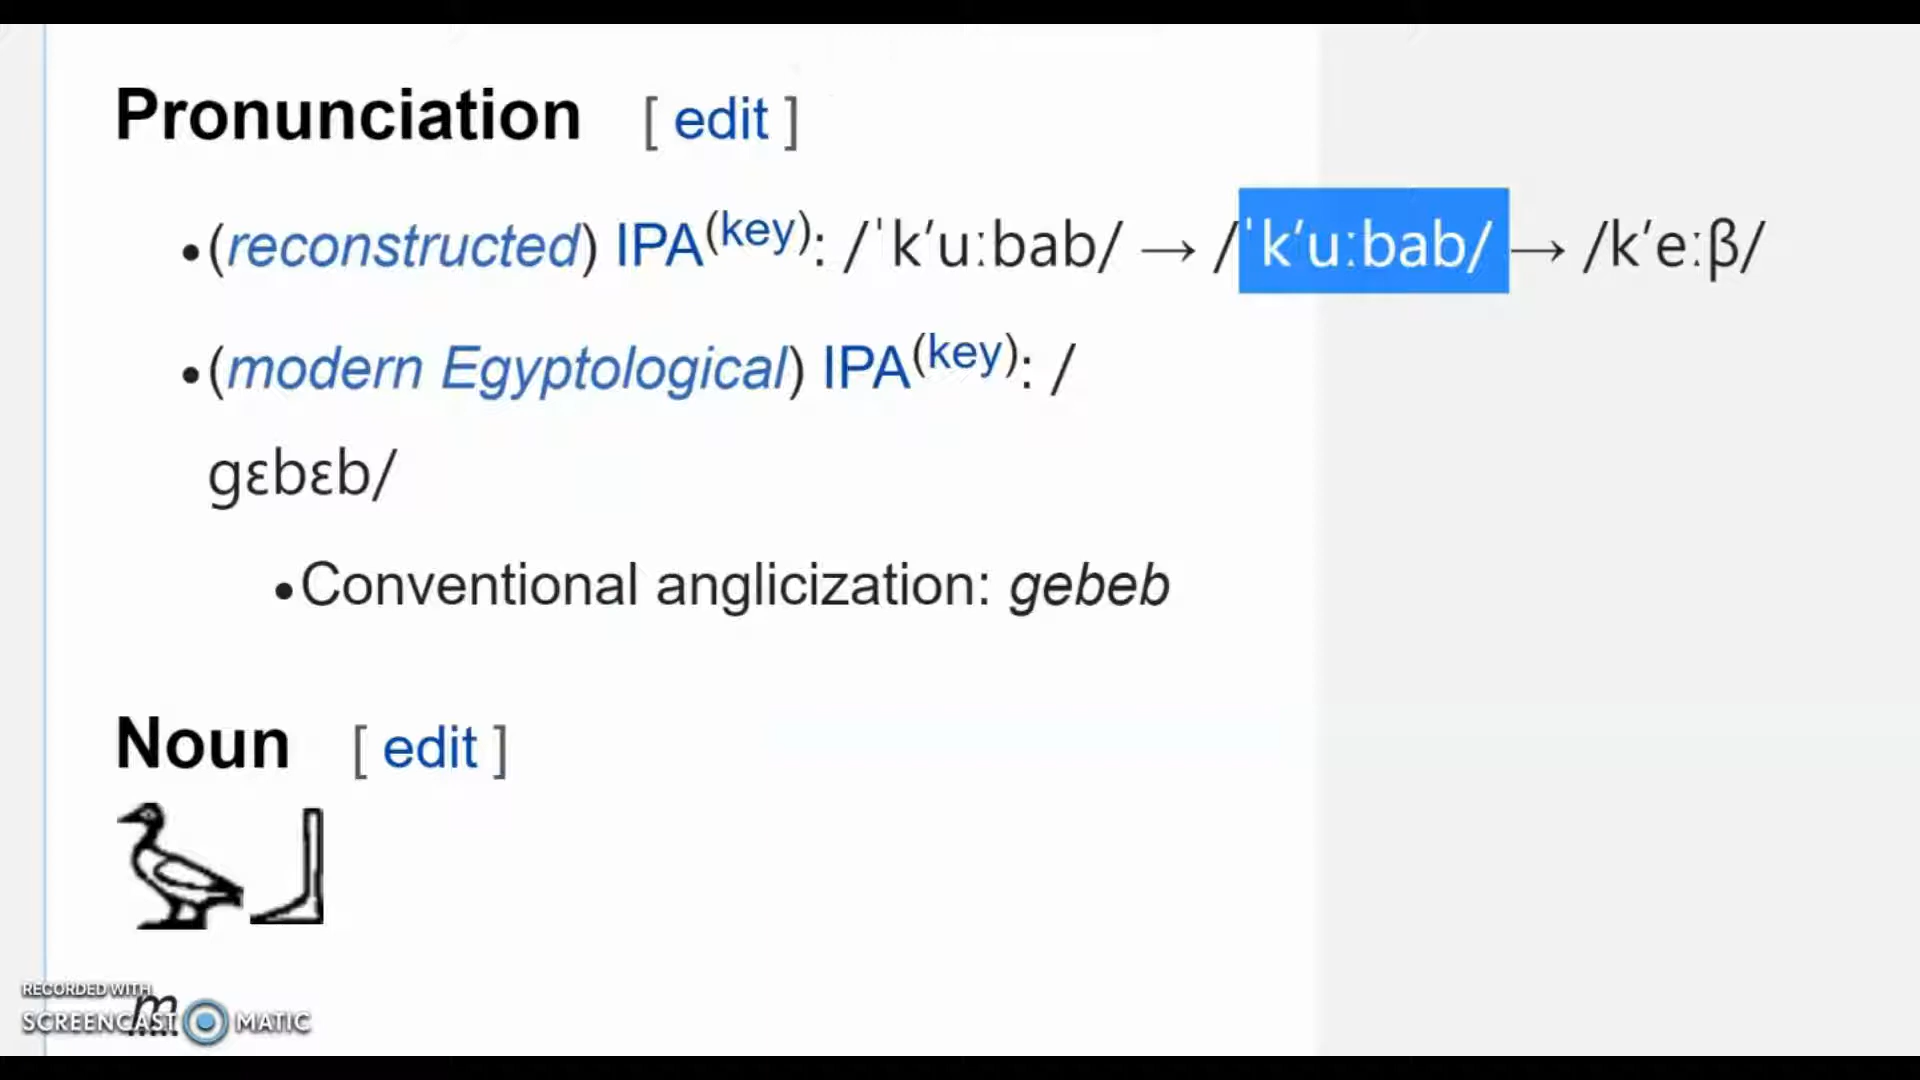 Pronunciation [ edit ]
• (reconstructed) IPA(key): /ˈkʼuːbab/ → /ˈkʼuːbab/ → /kʼeːβ/
• (modern Egyptological) IPA(key): /
ɡɛbɛb/
• Conventional anglicization: gebeb
Noun [ edit ]
m
RECORDED WITH
SCREENCAST MATIC